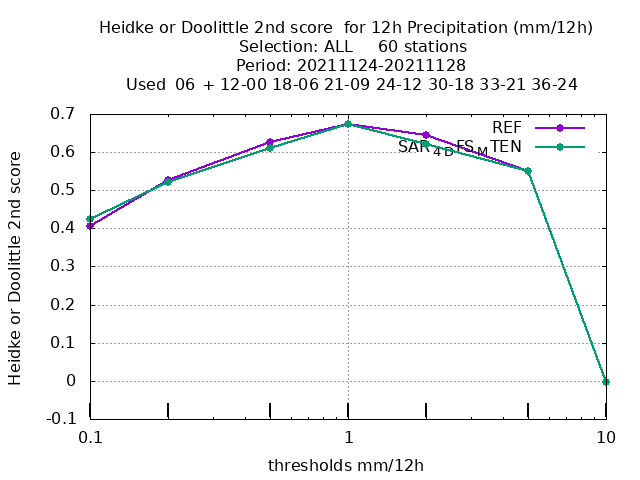 Heidke or Doolittle 2nd score  for 12h Precipitation (mm/12h)
Selection: ALL     60 stations
Period: 20211124-20211128
Used  06 + 12-00 18-06 21-09 24-12 30-18 33-21 36-24
Heidke or Doolittle 2nd score
0.7
0.6
0.5
0.4
0.3
0.2
0.1
0
-0.1
REF
SAR4DFSMTEN
0.1
1
10
thresholds mm/12h